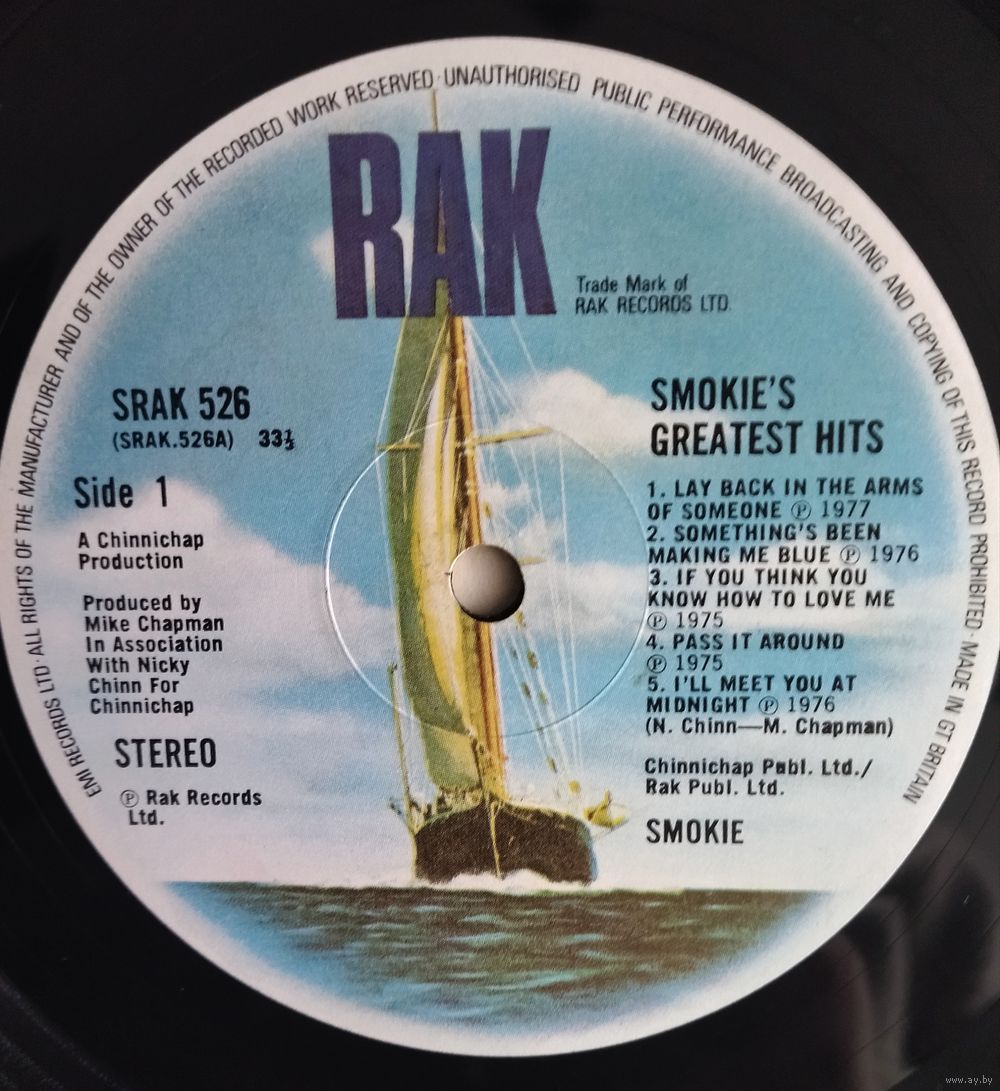 EMI RECORDS LTD · ALL RIGHTS OF THE MANUFACTURER AND OF THE OWNER OF THE RECORDED WORK RESERVED · UNAUTHORISED PUBLIC PERFORMANCE BROADCASTING AND COPYING OF THIS RECORD PROHIBITED · MADE IN GT BRITAIN
RAK
Trade Mark of
RAK RECORDS LTD.
SRAK 526
(SRAK.526A) 33⅓
Side 1
A Chinnichap
Production
Produced by
Mike Chapman
In Association
With Nicky
Chinn For
Chinnichap
STEREO
Ⓟ Rak Records
Ltd.
SMOKIE'S
GREATEST HITS
1. LAY BACK IN THE ARMS
OF SOMEONE Ⓟ 1977
2. SOMETHING'S BEEN
MAKING ME BLUE Ⓟ 1976
3. IF YOU THINK YOU
KNOW HOW TO LOVE ME
Ⓟ 1975
4. PASS IT AROUND
Ⓟ 1975
5. I'LL MEET YOU AT
MIDNIGHT Ⓟ 1976
(N. Chinn—M. Chapman)
Chinnichap Publ. Ltd./
Rak Publ. Ltd.
SMOKIE
www.ay.by